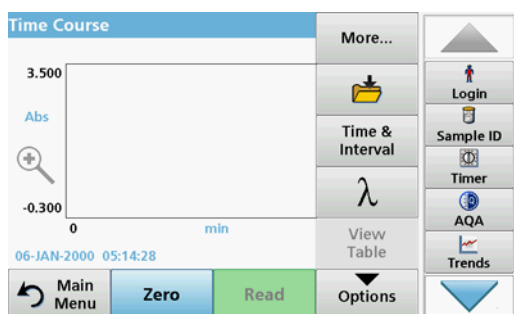 Time Course
More...
3.500
Abs
-0.300
0
min
06-JAN-2000 05:14:28
Time &
Interval
λ
View
Table
Main
Menu
Zero
Read
Options
Login
Sample ID
Timer
AQA
Trends